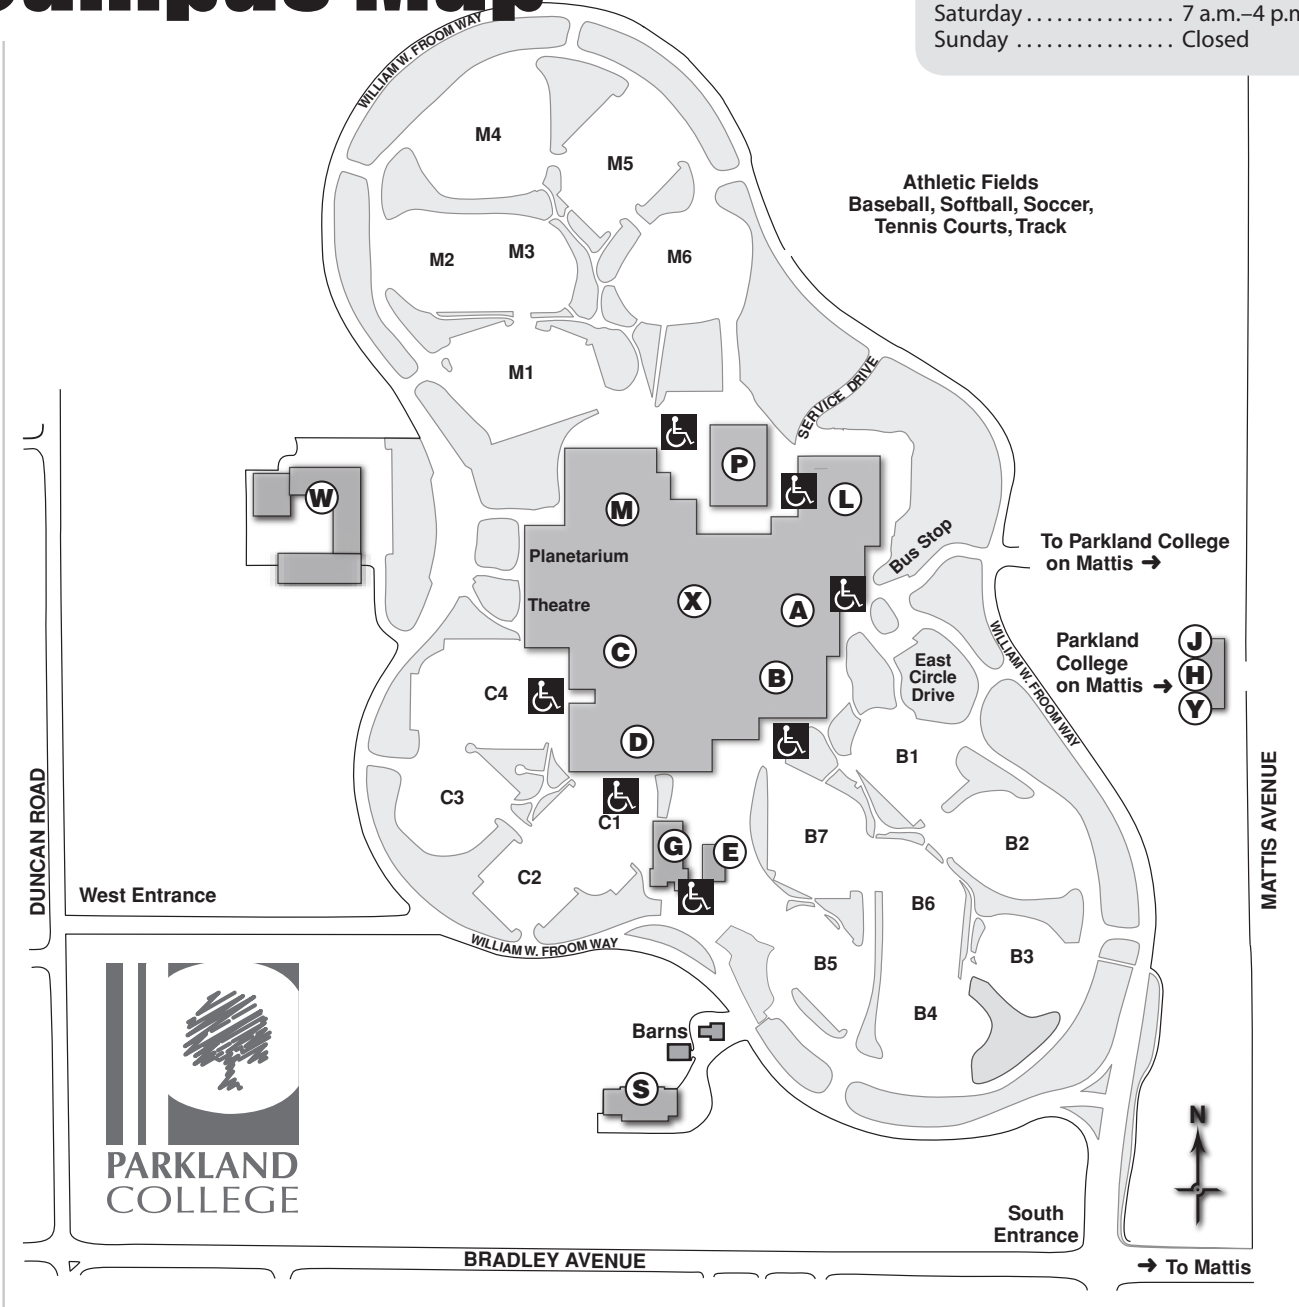 Campus Map
Saturday ............... 7 a.m.–4 p.m
Sunday ................ Closed
WILLIAM W. FROOM WAY
M4
M5
Athletic Fields
Baseball, Softball, Soccer,
Tennis Courts, Track
M2
M3
M6
M1
SERVICE DRIVE
P
W
M
L
Bus Stop
To Parkland College
on Mattis ➜
Planetarium
Theatre
X
A
C
B
WILLIAM W. FROOM WAY
East
Circle
Drive
Parkland
College
on Mattis ➜
J
H
Y
C4
D
B1
C3
C1
DUNCAN ROAD
MATTIS AVENUE
G
E
B7
B2
C2
West Entrance
B6
WILLIAM W. FROOM WAY
B5
B3
B4
Barns
S
PARKLAND
COLLEGE
N
South
Entrance
BRADLEY AVENUE
➜ To Mattis